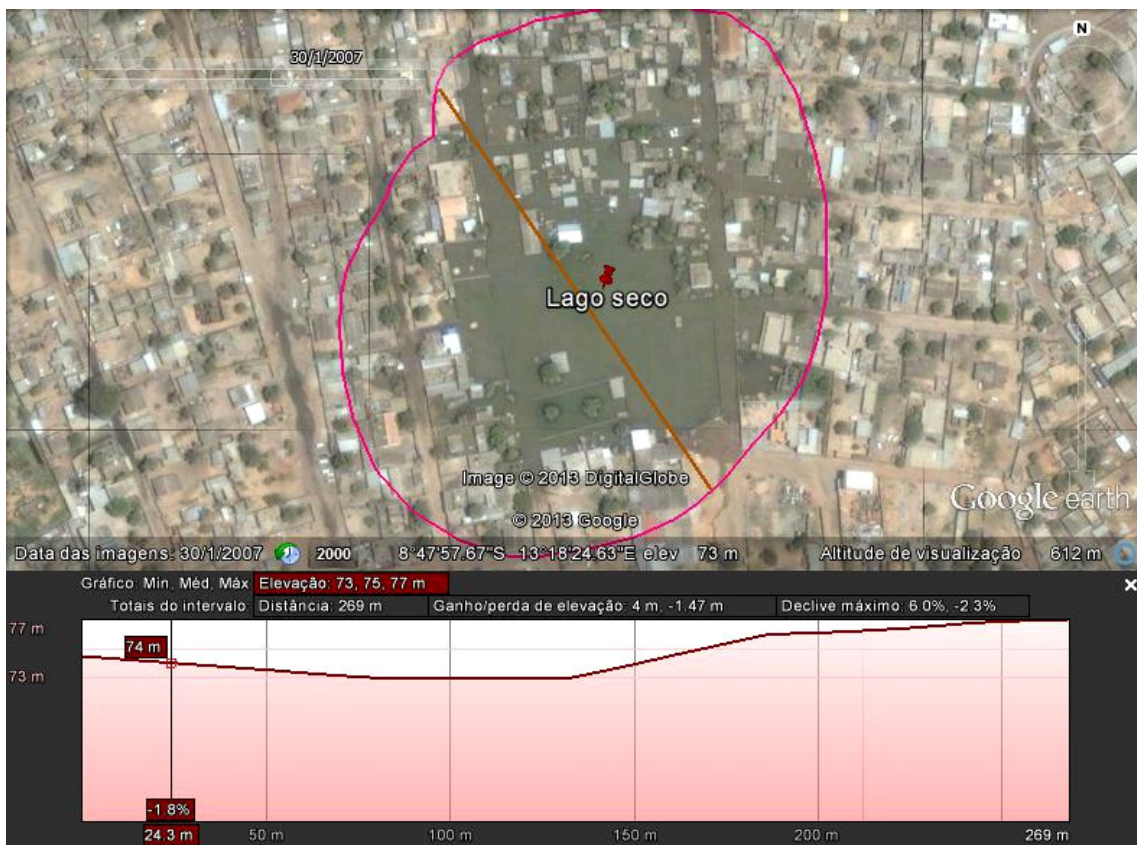 30/1/2007
N
Lago seco
Image © 2013 DigitalGlobe
© 2013 Google
Google earth
Data das imagens: 30/1/2007 2000 8°47'57.67"S 13°18'24.63"E elev 73 m Altitude de visualização 612 m
Gráfico: Mín, Méd, Máx Elevação: 73, 75, 77 m
Totais do intervalo: Distância: 269 m Ganho/perda de elevação: 4 m, -1.47 m Declive máximo: 6.0%, -2.3%
77 m
74 m
73 m
-1.8%
24.3 m 50 m 100 m 150 m 200 m 269 m